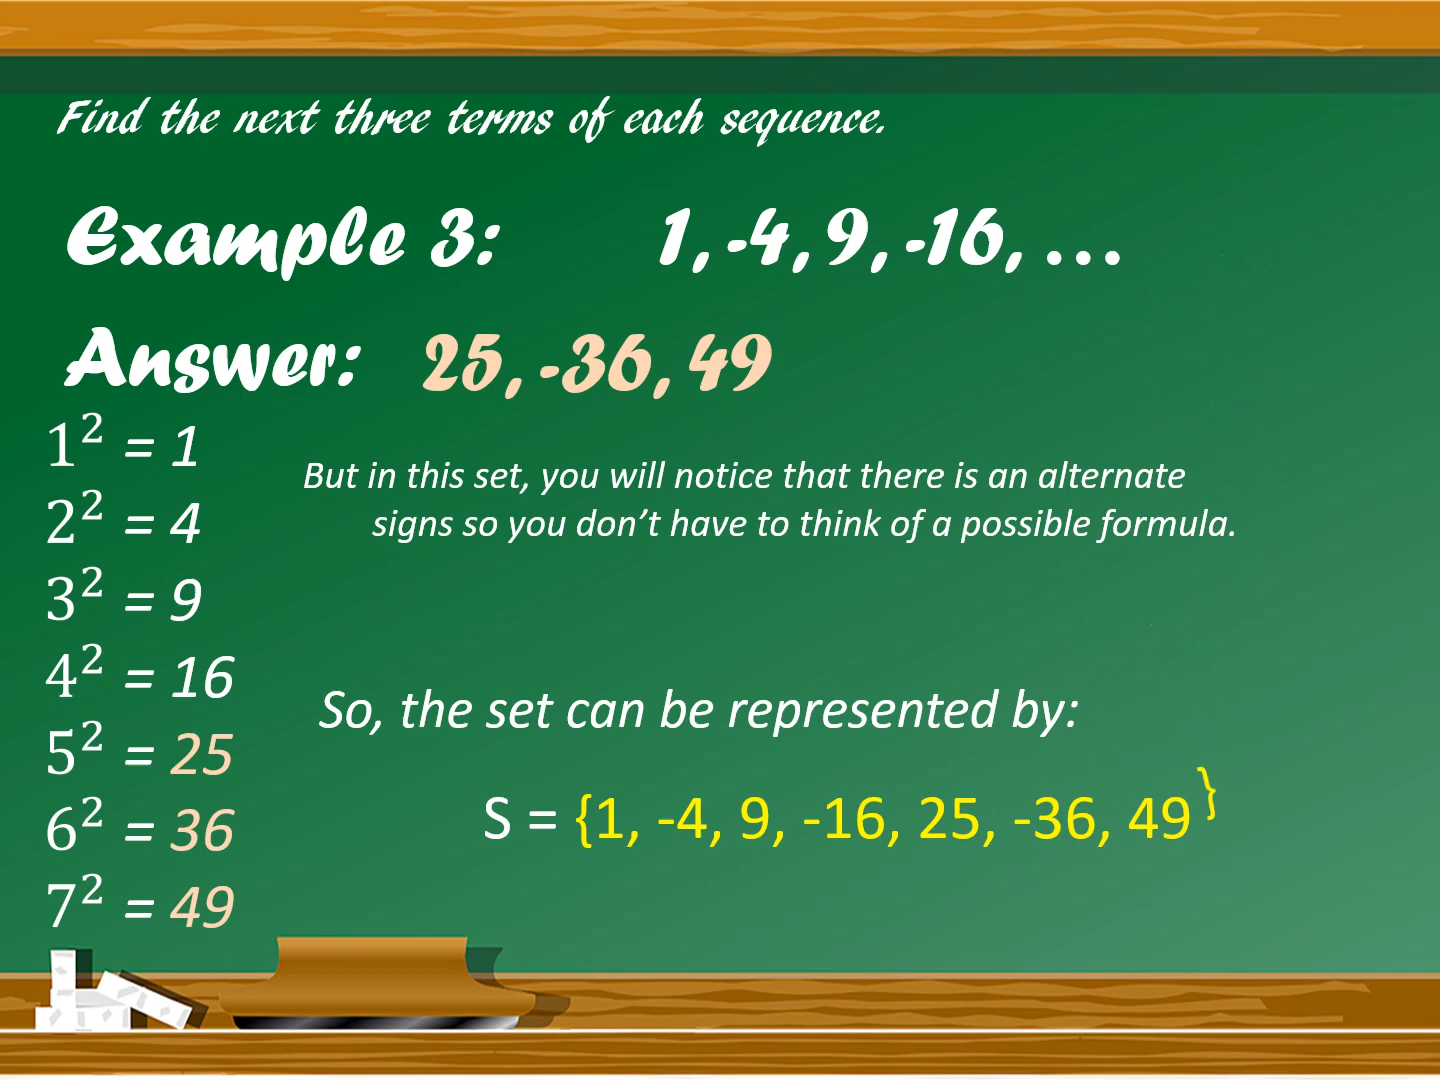 Find the next three terms of each sequence.
Example 3: 1, -4, 9, -16, ...
Answer: 25, -36, 49
1² = 1
2² = 4
3² = 9
4² = 16
5² = 25
6² = 36
7² = 49
But in this set, you will notice that there is an alternate
signs so you don’t have to think of a possible formula.
So, the set can be represented by:
S = {1, -4, 9, -16, 25, -36, 49}